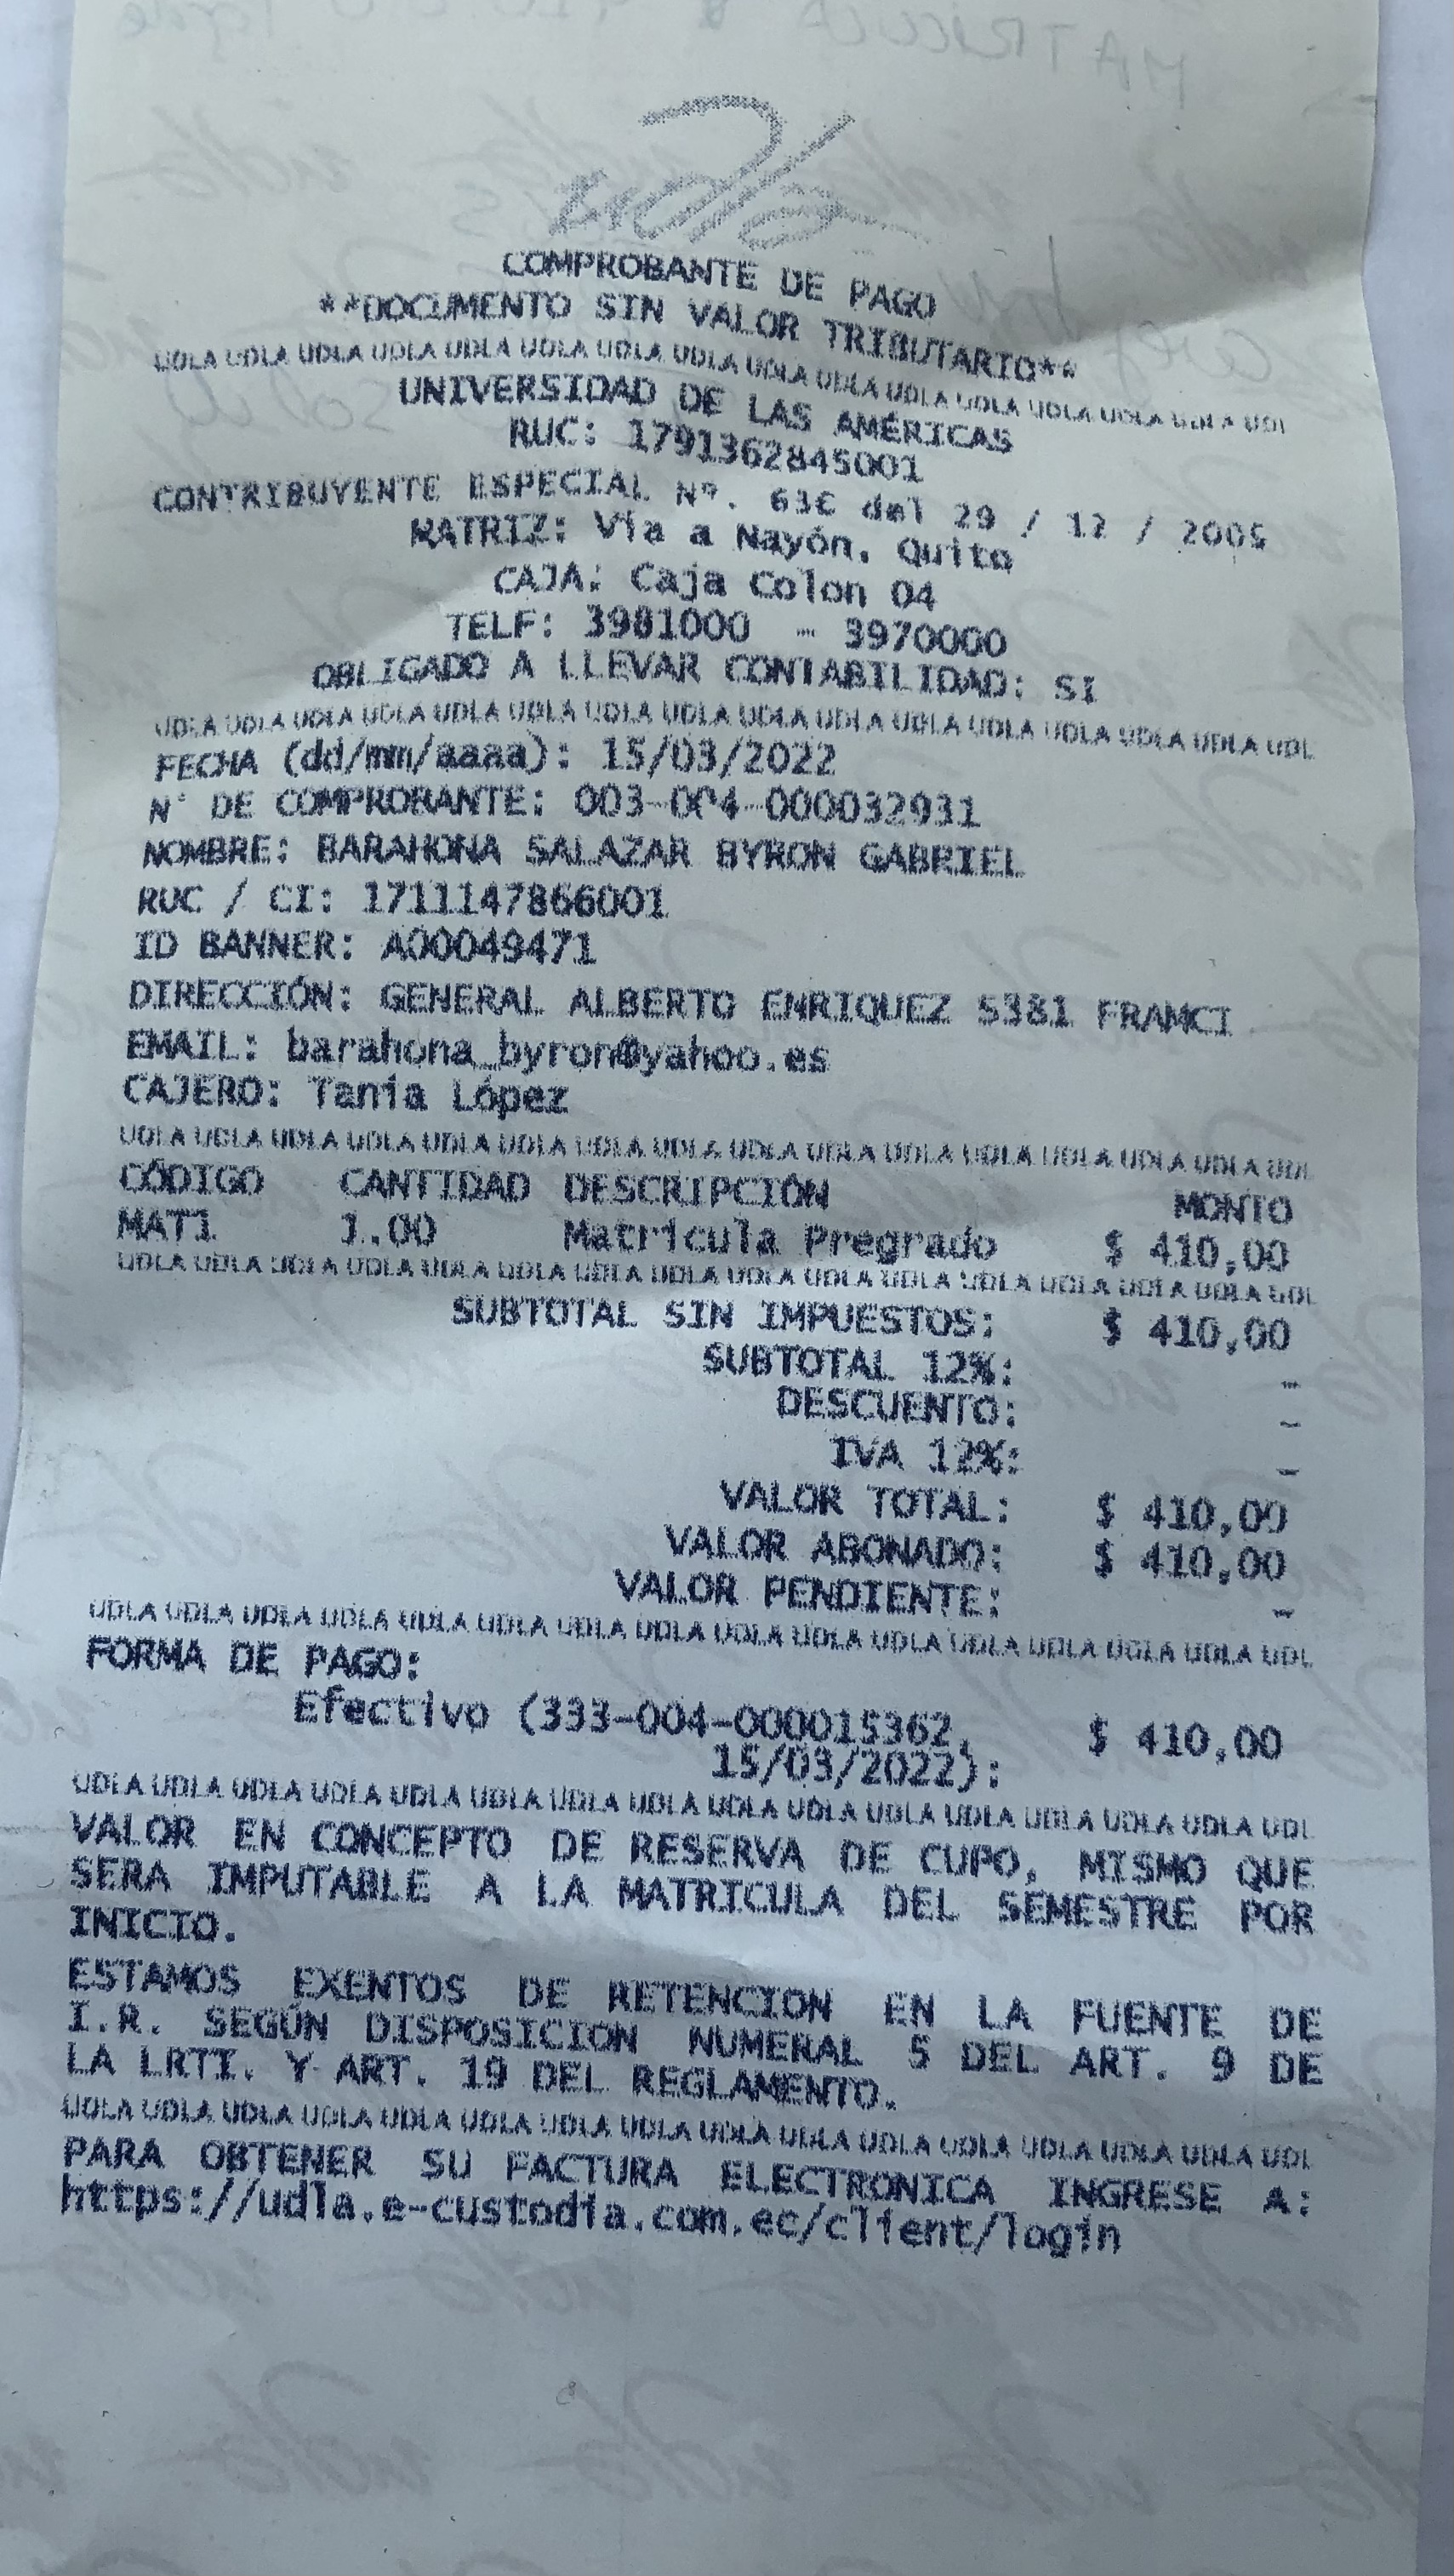 MATRICULA
udla
COMPROBANTE DE PAGO
**DOCUMENTO SIN VALOR TRIBUTARIO**
UDLA UDLA UDLA UDLA UDLA UDLA UDLA UDLA UDLA UDLA UDLA UDLA UDLA UDLA UDLA UDL
UNIVERSIDAD DE LAS AMÉRICAS
RUC: 1791362845001
CONTRIBUYENTE ESPECIAL Nº. 636 del 29 / 12 / 2005
MATRIZ: Vía a Nayón, Quito
CAJA: Caja Colon 04
TELF: 3981000 - 3970000
OBLIGADO A LLEVAR CONTABILIDAD: SI
UDLA UDLA UDLA UDLA UDLA UDLA UDLA UDLA UDLA UDLA UDLA UDLA UDLA UDLA UDLA UDL
FECHA (dd/mm/aaaa): 15/03/2022
N° DE COMPROBANTE: 003-004-000032931
NOMBRE: BARAHONA SALAZAR BYRON GABRIEL
RUC / CI: 1711147866001
ID BANNER: A00049471
DIRECCIÓN: GENERAL ALBERTO ENRIQUEZ S381 FRAMCI
EMAIL: barahona_byron@yahoo.es
CAJERO: Tania López
UDLA UDLA UDLA UDLA UDLA UDLA UDLA UDLA UDLA UDLA UDLA UDLA UDLA UDLA UDLA UDL
CÓDIGO CANTIDAD DESCRIPCIÓN MONTO
MAT1 1.00 Matricula Pregrado $ 410,00
UDLA UDLA UDLA UDLA UDLA UDLA UDLA UDLA UDLA UDLA UDLA UDLA UDLA UDLA UDLA UDL
SUBTOTAL SIN IMPUESTOS: $ 410,00
SUBTOTAL 12%: -
DESCUENTO: -
IVA 12%: -
VALOR TOTAL: $ 410,00
VALOR ABONADO: $ 410,00
VALOR PENDIENTE: -
UDLA UDLA UDLA UDLA UDLA UDLA UDLA UDLA UDLA UDLA UDLA UDLA UDLA UDLA UDLA UDL
FORMA DE PAGO:
Efectivo (333-004-000015362, $ 410,00
15/03/2022):
UDLA UDLA UDLA UDLA UDLA UDLA UDLA UDLA UDLA UDLA UDLA UDLA UDLA UDLA UDLA UDL
VALOR EN CONCEPTO DE RESERVA DE CUPO, MISMO QUE
SERA IMPUTABLE A LA MATRICULA DEL SEMESTRE POR
INICIO.
ESTAMOS EXENTOS DE RETENCION EN LA FUENTE DE
I.R. SEGÚN DISPOSICION NUMERAL 5 DEL ART. 9 DE
LA LRTI. Y ART. 19 DEL REGLAMENTO.
UDLA UDLA UDLA UDLA UDLA UDLA UDLA UDLA UDLA UDLA UDLA UDLA UDLA UDLA UDLA UDL
PARA OBTENER SU FACTURA ELECTRONICA INGRESE A:
https://udla.e-custodia.com.ec/client/login